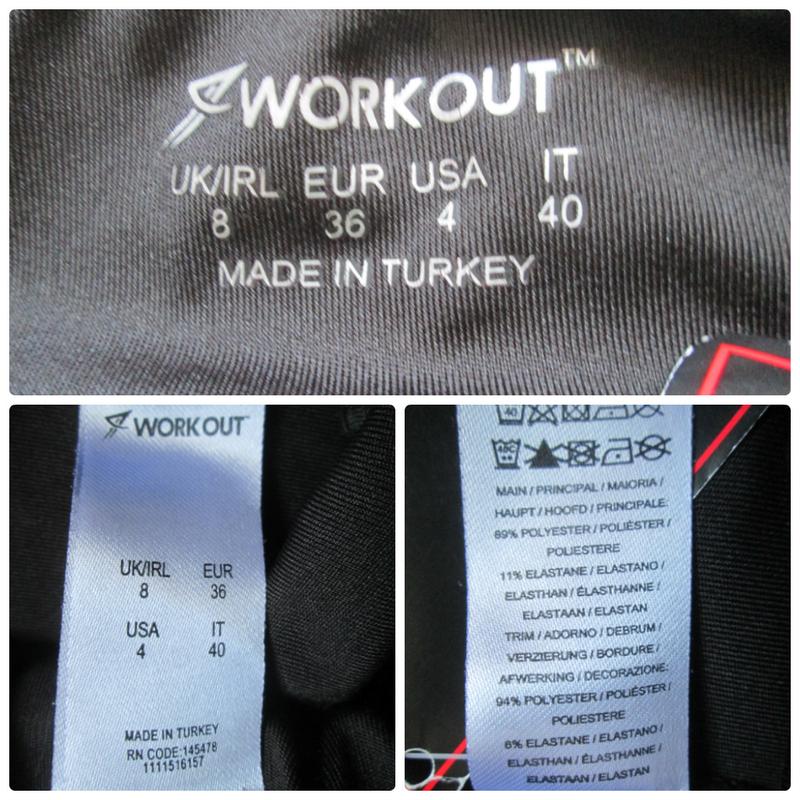 WORKOUT™
UK/IRL EUR USA IT
8 36 4 40
MADE IN TURKEY
WORKOUT
UK/IRL EUR
8 36
USA IT
4 40
MADE IN TURKEY
RN CODE:145478
1111516157
40
40C
MAIN / PRINCIPAL / MAIORIA /
HAUPT / HOOFD / PRINCIPALE:
89% POLYESTER / POLIÉSTER /
POLIESTERE
11% ELASTANE / ELASTANO /
ELASTHAN / ÉLASTHANNE /
ELASTAAN / ELASTAN
TRIM / ADORNO / DEBRUM /
VERZIERUNG / BORDURE /
AFWERKING / DECORAZIONE:
94% POLYESTER / POLIÉSTER /
POLIESTERE
6% ELASTANE / ELASTANO /
ELASTHAN / ÉLASTHANNE /
ELASTAAN / ELASTAN